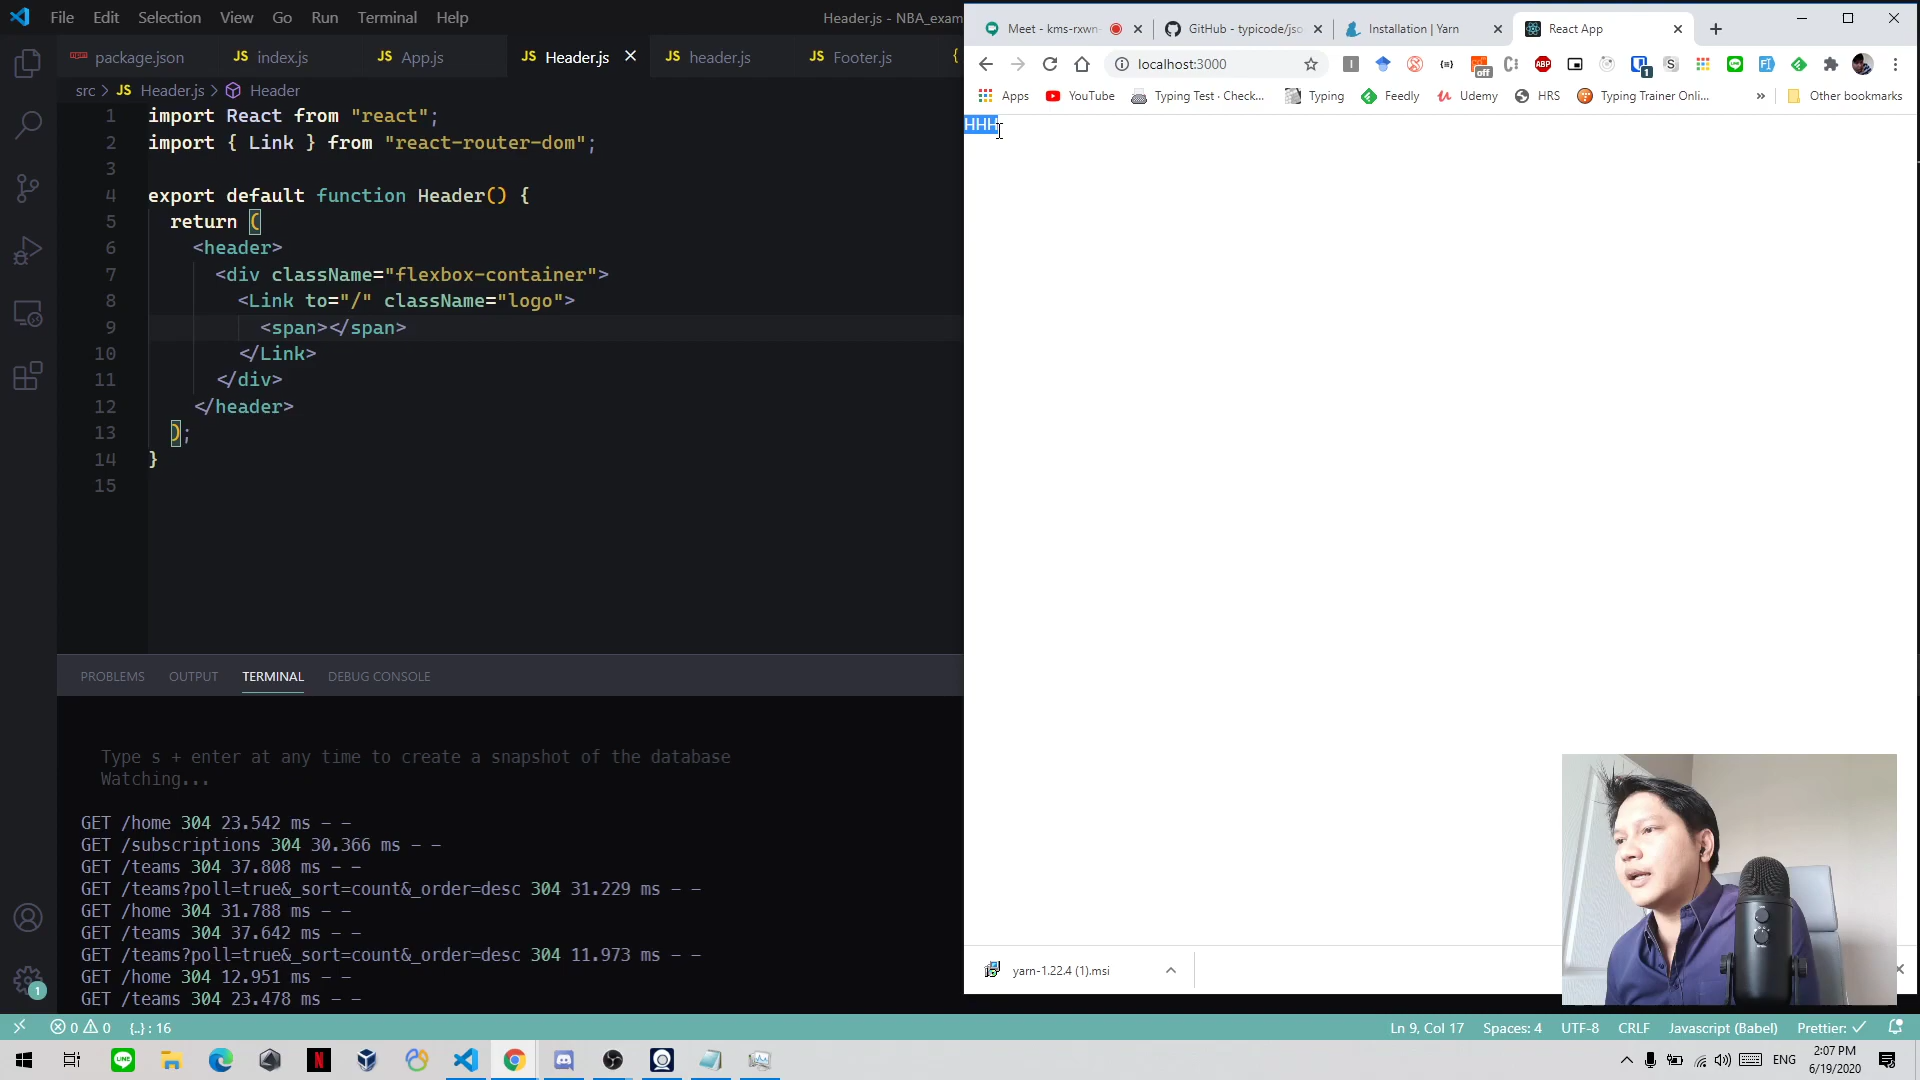 File Edit Selection View Go Run Terminal Help
Header.js - NBA_exam
package.json
JS index.js
JS App.js
JS Header.js
JS header.js
JS Footer.js
{
src > JS Header.js > Header
1 import React from "react";
2 import { Link } from "react-router-dom";
3
4 export default function Header() {
5 return (
6 <header>
7 <div className="flexbox-container">
8 <Link to="/" className="logo">
9 <span></span>
10 </Link>
11 </div>
12 </header>
13 );
14 }
15
PROBLEMS OUTPUT TERMINAL DEBUG CONSOLE
Type s + enter at any time to create a snapshot of the database
Watching...
GET /home 304 23.542 ms - -
GET /subscriptions 304 30.366 ms - -
GET /teams 304 37.808 ms - -
GET /teams?poll=true&_sort=count&_order=desc 304 31.229 ms - -
GET /home 304 31.788 ms - -
GET /teams 304 37.642 ms - -
GET /teams?poll=true&_sort=count&_order=desc 304 11.973 ms - -
GET /home 304 12.951 ms - -
GET /teams 304 23.478 ms - -
1
0 0 {..} : 16
Ln 9, Col 17 Spaces: 4 UTF-8 CRLF Javascript (Babel) Prettier: ✓
Meet - kms-rxwn-
GitHub - typicode/jso
Installation | Yarn
React App
localhost:3000
off
ABP
1
Apps YouTube Typing Test · Check... Typing Feedly Udemy HRS Typing Trainer Onli... » Other bookmarks
HHH
yarn-1.22.4 (1).msi
LINE
N
ENG
2:07 PM
6/19/2020